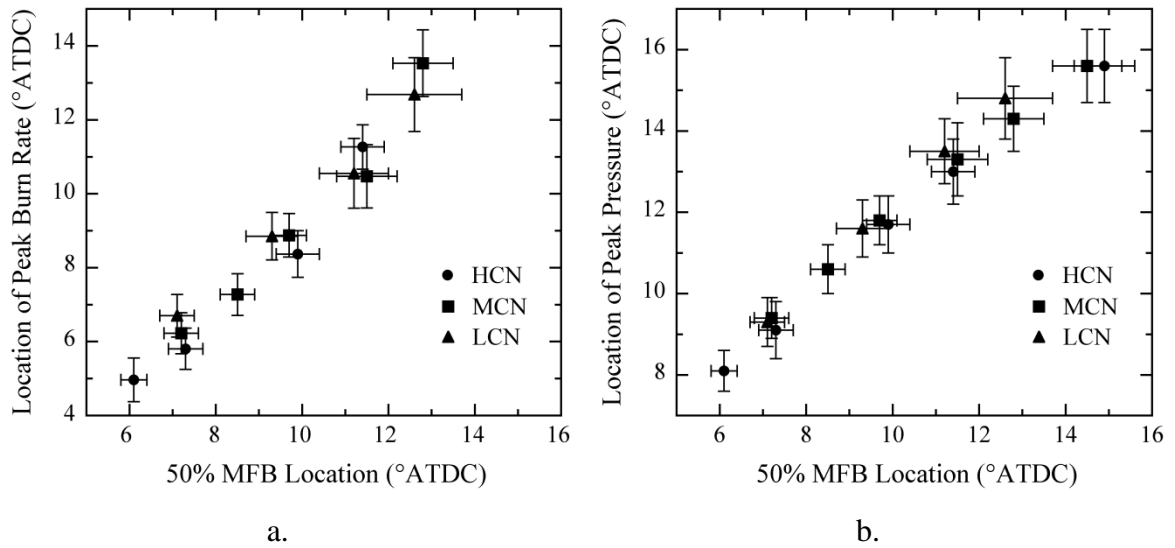 14
12
10
8
6
4
6 8 10 12 14 16
Location of Peak Burn Rate (°ATDC)
HCN
MCN
LCN
50% MFB Location (°ATDC)
a.
16
14
12
10
8
6 8 10 12 14 16
Location of Peak Pressure (°ATDC)
HCN
MCN
LCN
50% MFB Location (°ATDC)
b.